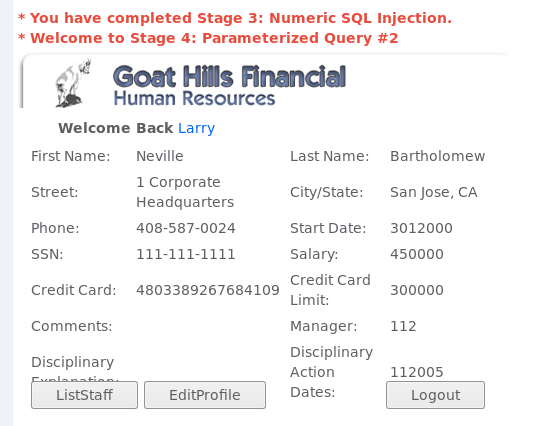 * You have completed Stage 3: Numeric SQL Injection.
* Welcome to Stage 4: Parameterized Query #2
Goat Hills Financial
Human Resources
Welcome Back Larry
First Name: Neville Last Name: Bartholomew
Street: 1 Corporate Headquarters City/State: San Jose, CA
Phone: 408-587-0024 Start Date: 3012000
SSN: 111-111-1111 Salary: 450000
Credit Card: 4803389267684109 Credit Card Limit: 300000
Comments: Manager: 112
Disciplinary Explanation: Disciplinary Action Dates: 112005
ListStaff EditProfile Logout